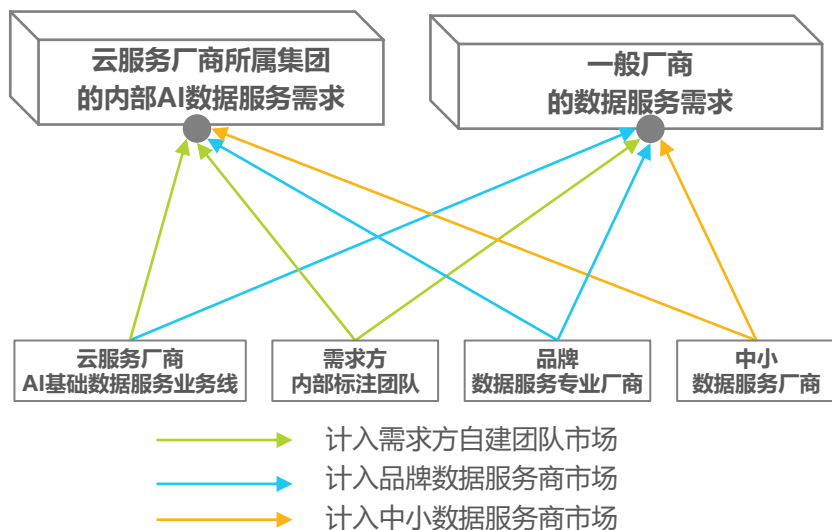 云服务厂商所属集团
的内部AI数据服务需求
一般厂商
的数据服务需求
云服务厂商
AI基础数据服务业务线
需求方
内部标注团队
品牌
数据服务专业厂商
中小
数据服务厂商
计入需求方自建团队市场
计入品牌数据服务商市场
计入中小数据服务商市场